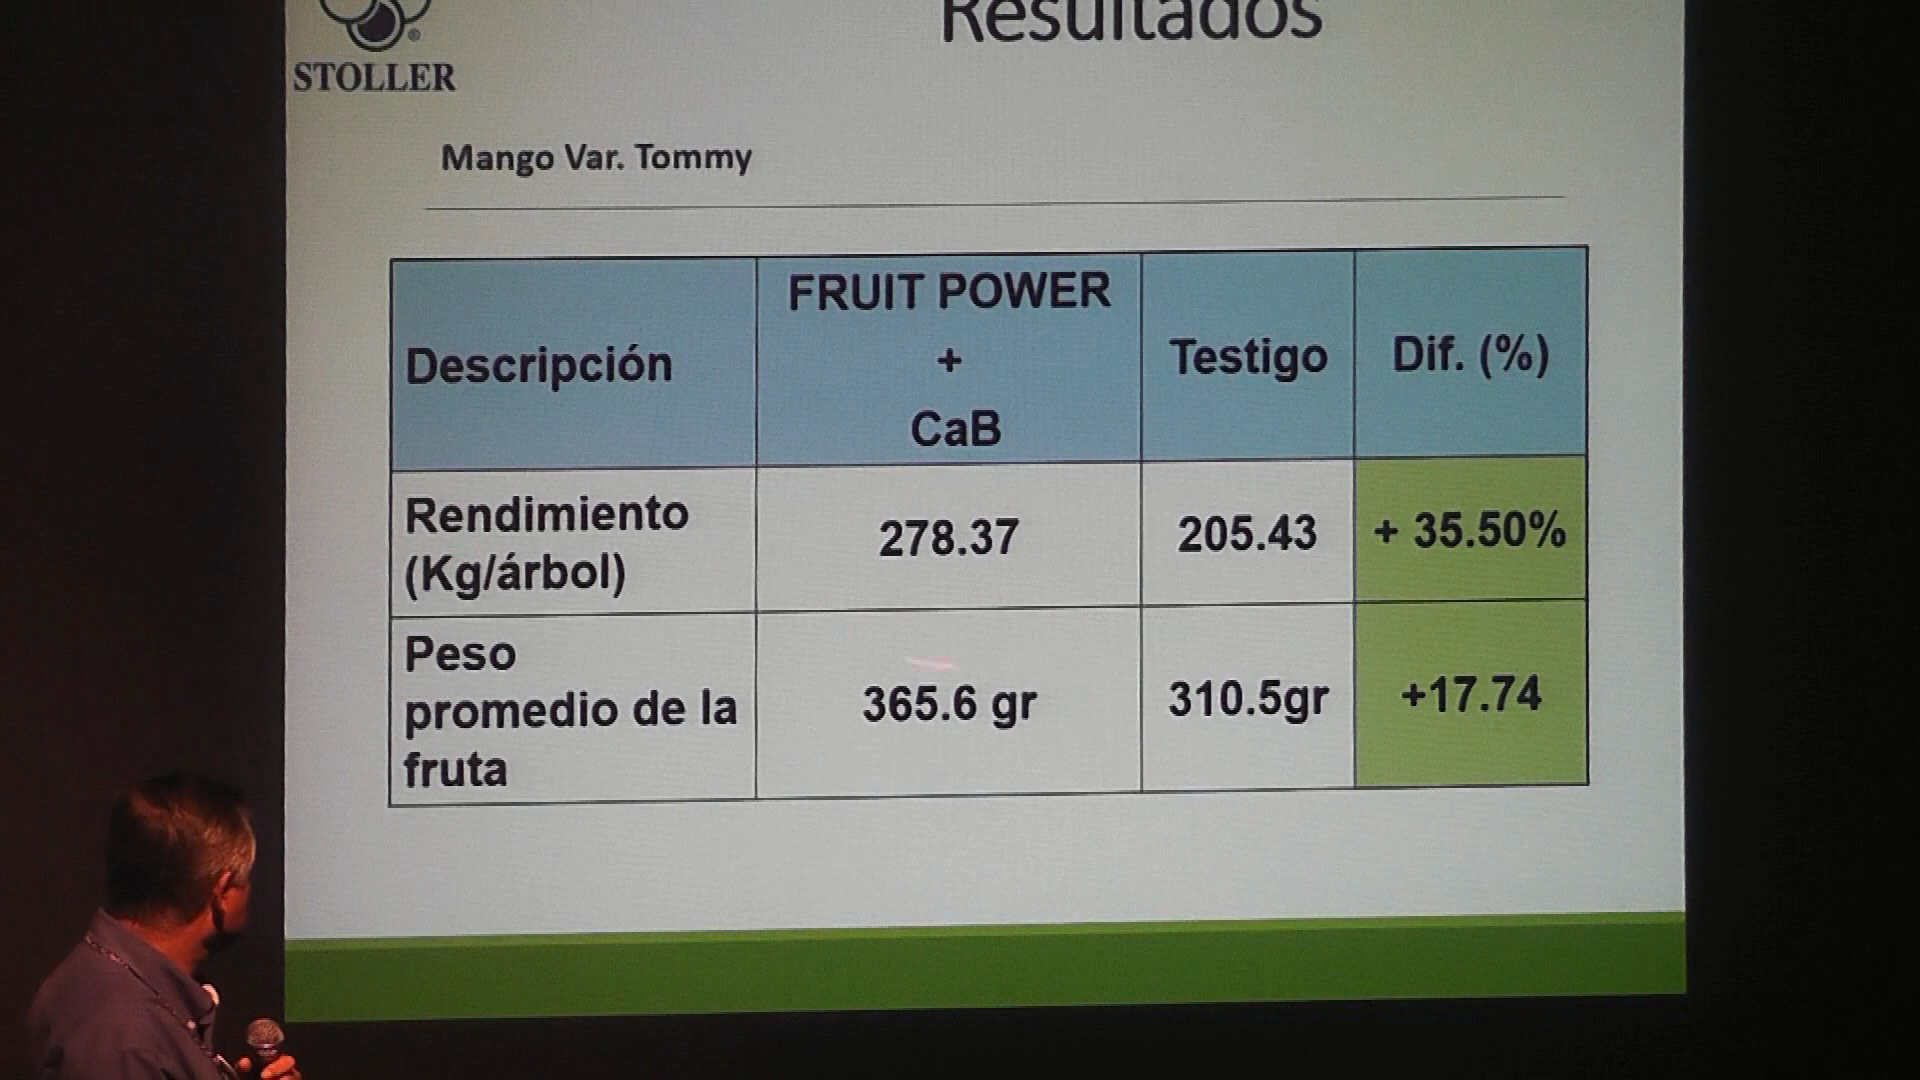 Resultados
®
STOLLER
Mango Var. Tommy
Descripción
FRUIT POWER
+
CaB
Testigo
Dif. (%)
Rendimiento
(Kg/árbol)
278.37
205.43
+ 35.50%
Peso
promedio de la
fruta
365.6 gr
310.5gr
+17.74